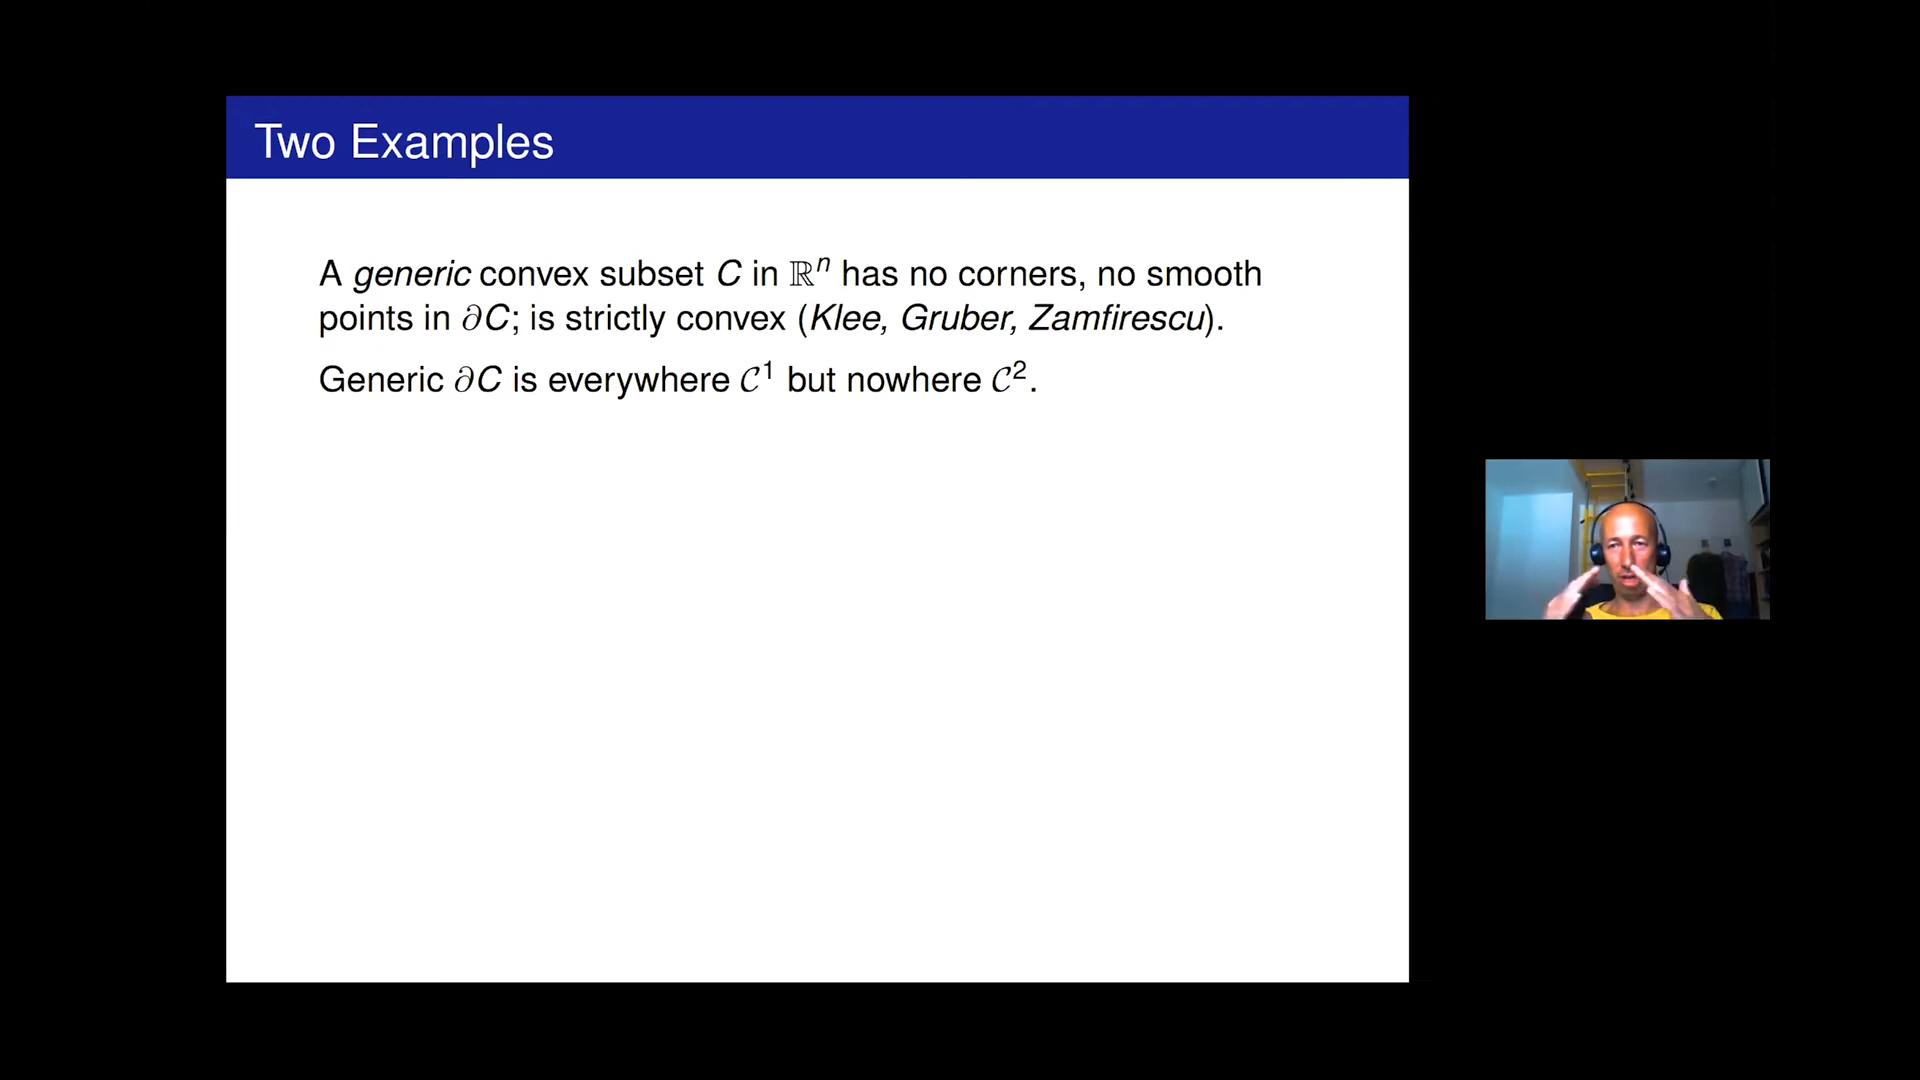 Two Examples
A generic convex subset C in ℝⁿ has no corners, no smooth
points in ∂C; is strictly convex (Klee, Gruber, Zamfirescu).
Generic ∂C is everywhere 𝒞¹ but nowhere 𝒞².